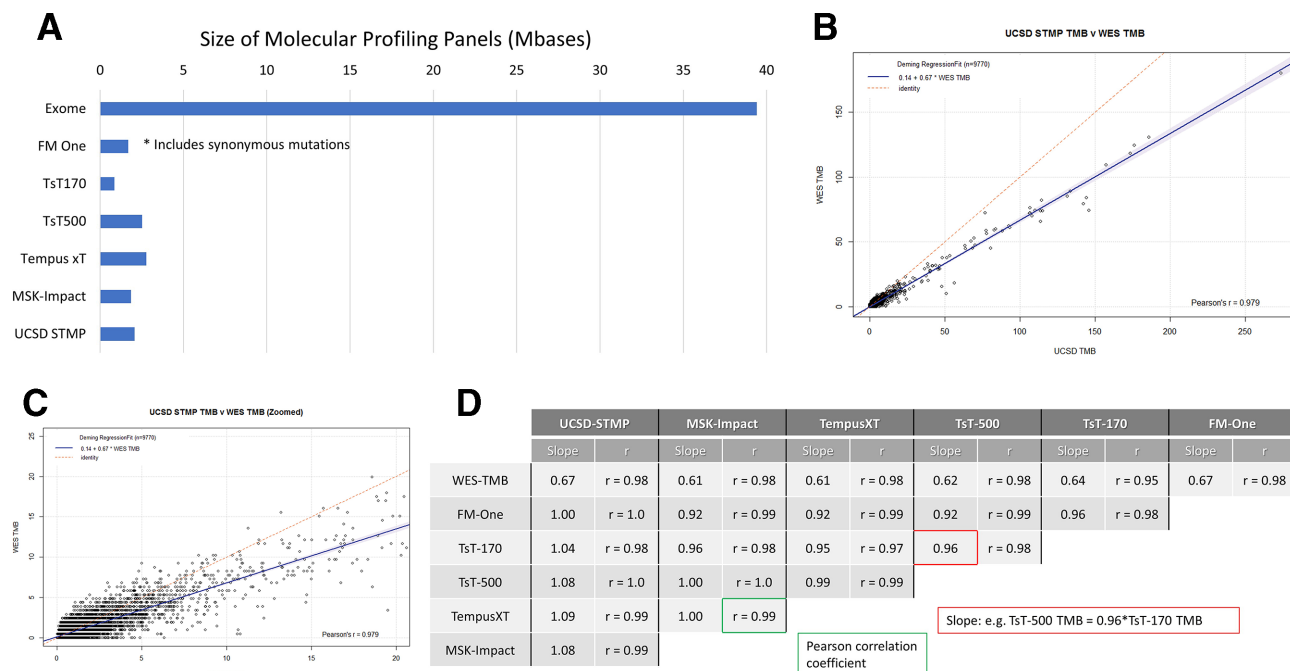 A
Size of Molecular Profiling Panels (Mbases)
0 5 10 15 20 25 30 35 40
Exome
FM One
* Includes synonymous mutations
TsT170
TsT500
Tempus xT
MSK-Impact
UCSD STMP
B
UCSD STMP TMB v WES TMB
Deming RegressionFit (n=9770)
0.14 + 0.67 * WES TMB
identity
WES TMB
150
100
50
0
Pearson's r = 0.979
0 50 100 150 200 250
UCSD TMB
C
UCSD STMP TMB v WES TMB (Zoomed)
Deming RegressionFit (n=9770)
0.14 + 0.67 * WES TMB
identity
WES TMB
25
20
15
10
5
0
Pearson's r = 0.979
0 5 10 15 20
D
UCSD-STMP MSK-Impact TempusXT TsT-500 TsT-170 FM-One
Slope r Slope r Slope r Slope r Slope r Slope r
WES-TMB 0.67 r = 0.98 0.61 r = 0.98 0.61 r = 0.98 0.62 r = 0.98 0.64 r = 0.95 0.67 r = 0.98
FM-One 1.00 r = 1.0 0.92 r = 0.99 0.92 r = 0.99 0.92 r = 0.99 0.96 r = 0.98
TsT-170 1.04 r = 0.98 0.96 r = 0.98 0.95 r = 0.97 0.96 r = 0.98
TsT-500 1.08 r = 1.0 1.00 r = 1.0 0.99 r = 0.99
TempusXT 1.09 r = 0.99 1.00 r = 0.99
MSK-Impact 1.08 r = 0.99
Slope: e.g. TsT-500 TMB = 0.96*TsT-170 TMB
Pearson correlation
coefficient